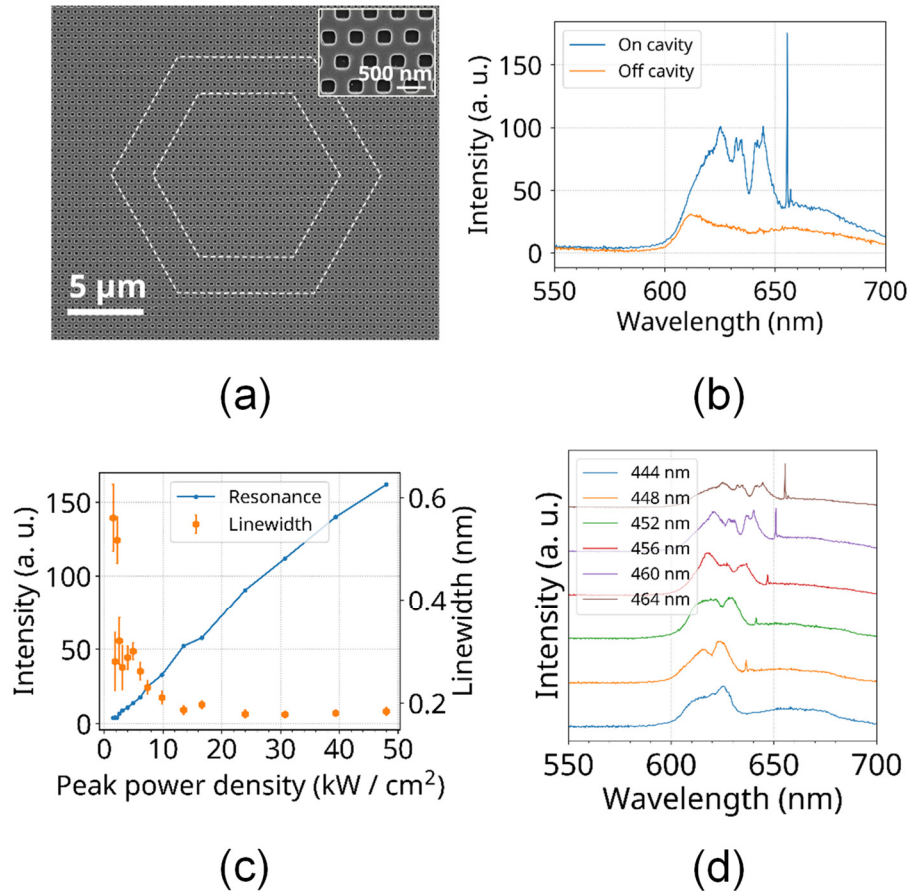 500 nm
5 μm
(a)
On cavity
Off cavity
150
100
50
0
Intensity (a. u.)
550
600
650
700
Wavelength (nm)
(b)
Resonance
Linewidth
150
100
50
0
Intensity (a. u.)
0.6
0.4
0.2
Linewidth (nm)
0
10
20
30
40
50
Peak power density (kW / cm²)
(c)
444 nm
448 nm
452 nm
456 nm
460 nm
464 nm
Intensity (a. u.)
550
600
650
700
Wavelength (nm)
(d)